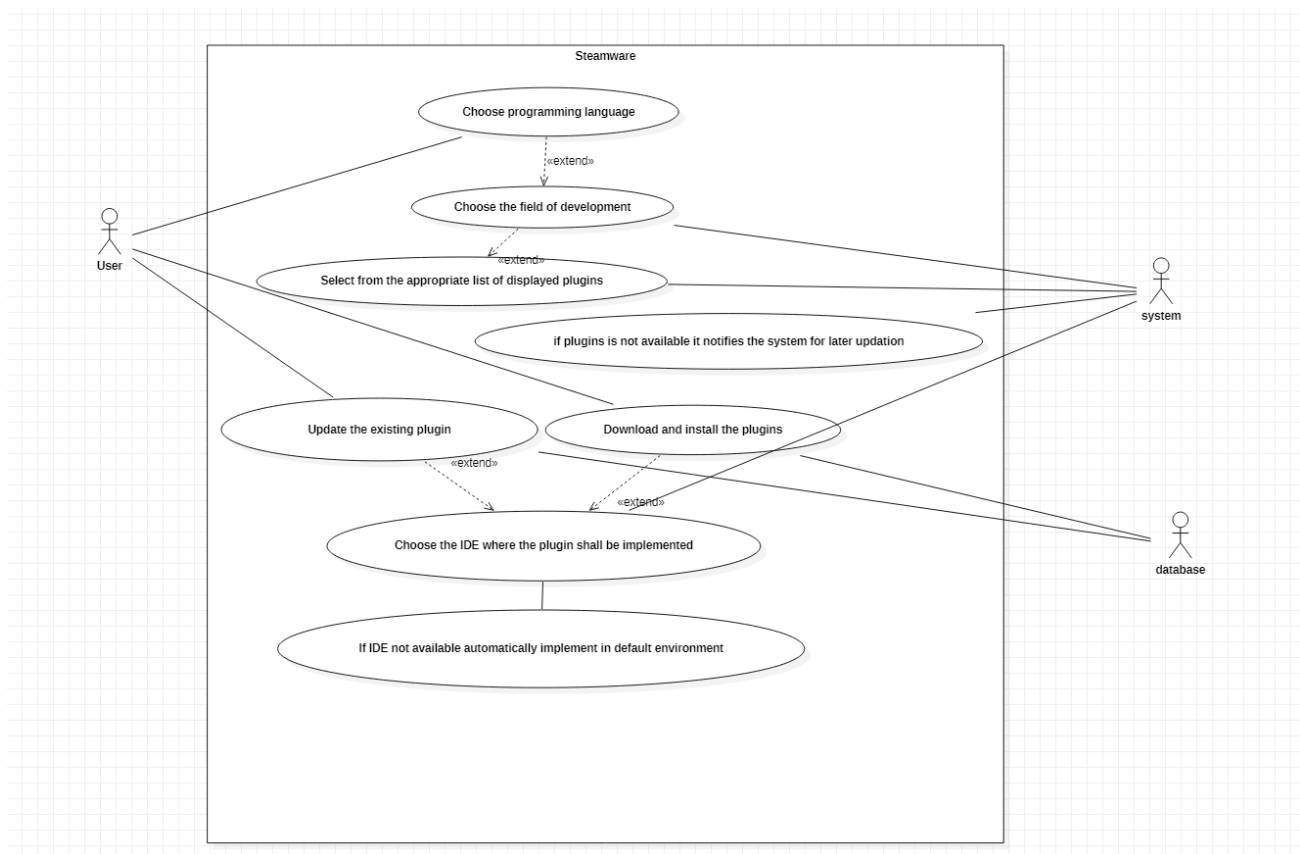 Steamware
Choose programming language
«extend»
Choose the field of development
«extend»
Select from the appropriate list of displayed plugins
User
system
if plugins is not available it notifies the system for later updation
Update the existing plugin
Download and install the plugins
«extend»
«extend»
Choose the IDE where the plugin shall be implemented
database
If IDE not available automatically implement in default environment